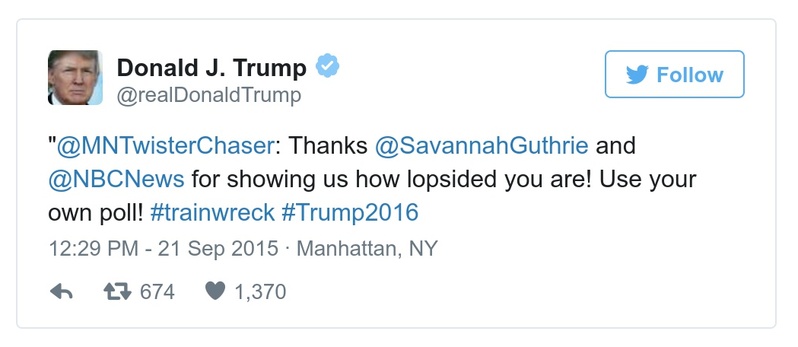 Donald J. Trump
@realDonaldTrump
Follow
"@MNTwisterChaser: Thanks @SavannahGuthrie and
@NBCNews for showing us how lopsided you are! Use your
own poll! #trainwreck #Trump2016
12:29 PM - 21 Sep 2015 · Manhattan, NY
674 1,370